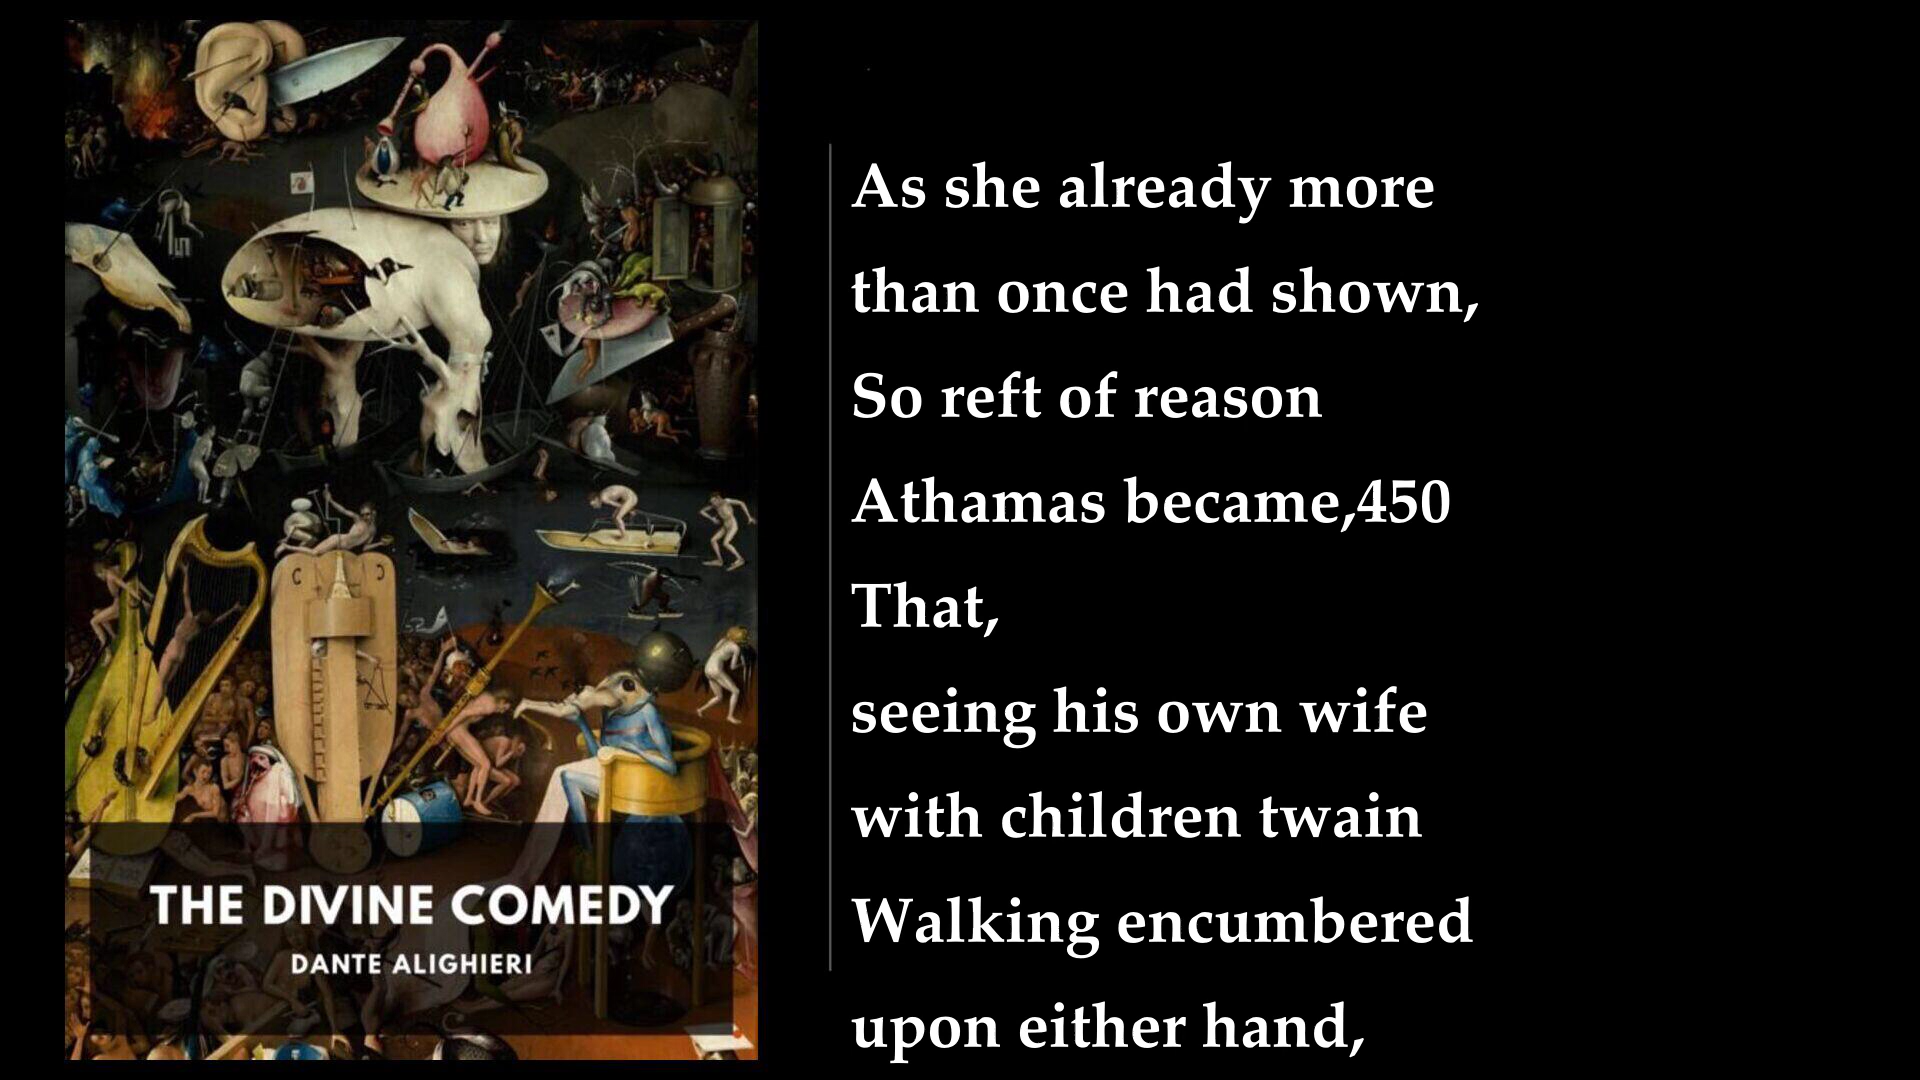 THE DIVINE COMEDY
DANTE ALIGHIERI
As she already more
than once had shown,
So reft of reason
Athamas became,450
That,
seeing his own wife
with children twain
Walking encumbered
upon either hand,